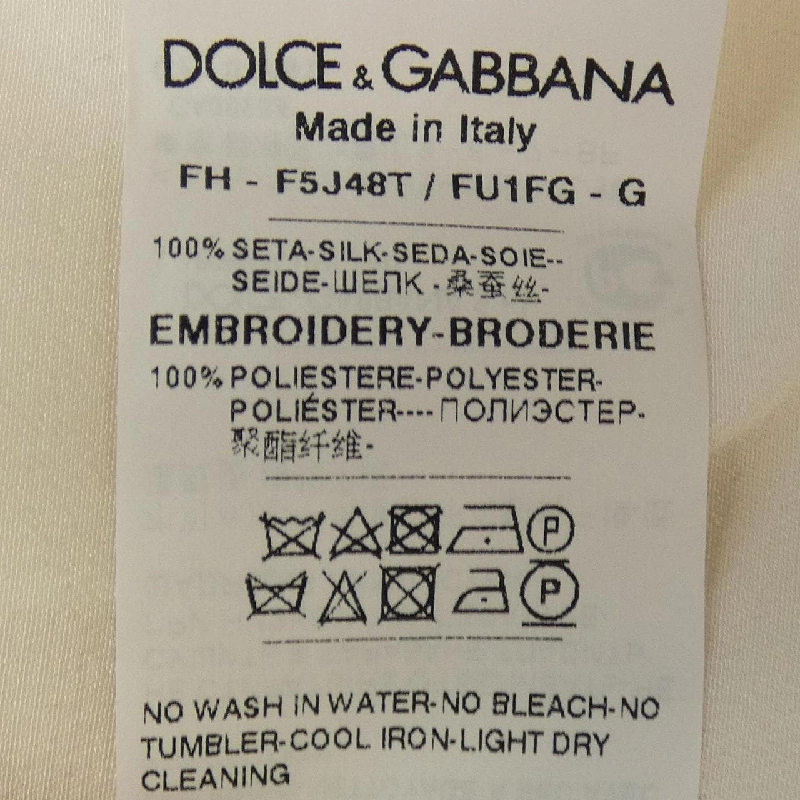 DOLCE & GABBANA
Made in Italy
FH - F5J48T / FU1FG - G
100% SETA-SILK-SEDA-SOIE--
SEIDE-ШЕЛК -桑蚕丝-
EMBROIDERY-BRODERIE
100% POLIESTERE-POLYESTER-
POLIÉSTER---- ПОЛИЭСТЕР-
聚酯纤维-
P
P
NO WASH IN WATER-NO BLEACH-NO
TUMBLER-COOL IRON-LIGHT DRY
CLEANING